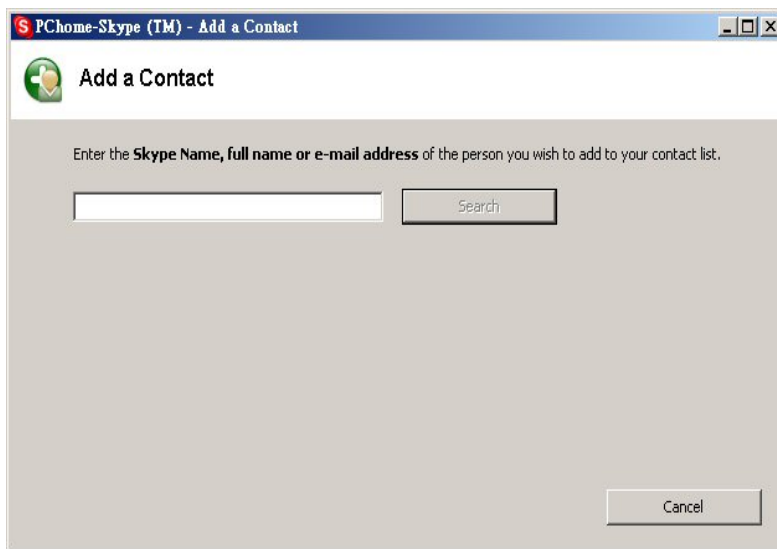 S PChome-Skype (TM) - Add a Contact
Add a Contact
Enter the Skype Name, full name or e-mail address of the person you wish to add to your contact list.
Search
Cancel